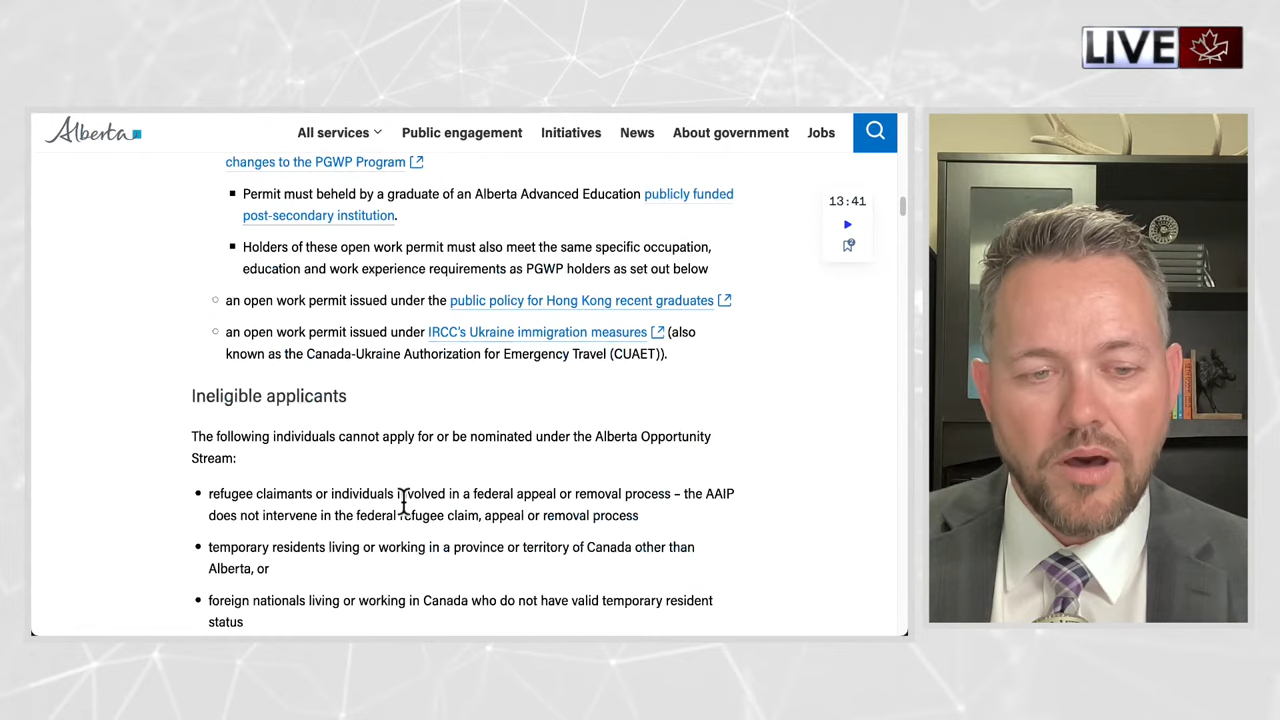 LIVE
Alberta
All services
Public engagement
Initiatives
News
About government
Jobs
changes to the PGWP Program
Permit must beheld by a graduate of an Alberta Advanced Education publicly funded
post-secondary institution.
Holders of these open work permit must also meet the same specific occupation,
education and work experience requirements as PGWP holders as set out below
an open work permit issued under the public policy for Hong Kong recent graduates
an open work permit issued under IRCC's Ukraine immigration measures (also
known as the Canada-Ukraine Authorization for Emergency Travel (CUAET)).
13:41
Ineligible applicants
The following individuals cannot apply for or be nominated under the Alberta Opportunity
Stream:
refugee claimants or individuals involved in a federal appeal or removal process – the AAIP
does not intervene in the federal refugee claim, appeal or removal process
temporary residents living or working in a province or territory of Canada other than
Alberta, or
foreign nationals living or working in Canada who do not have valid temporary resident
status